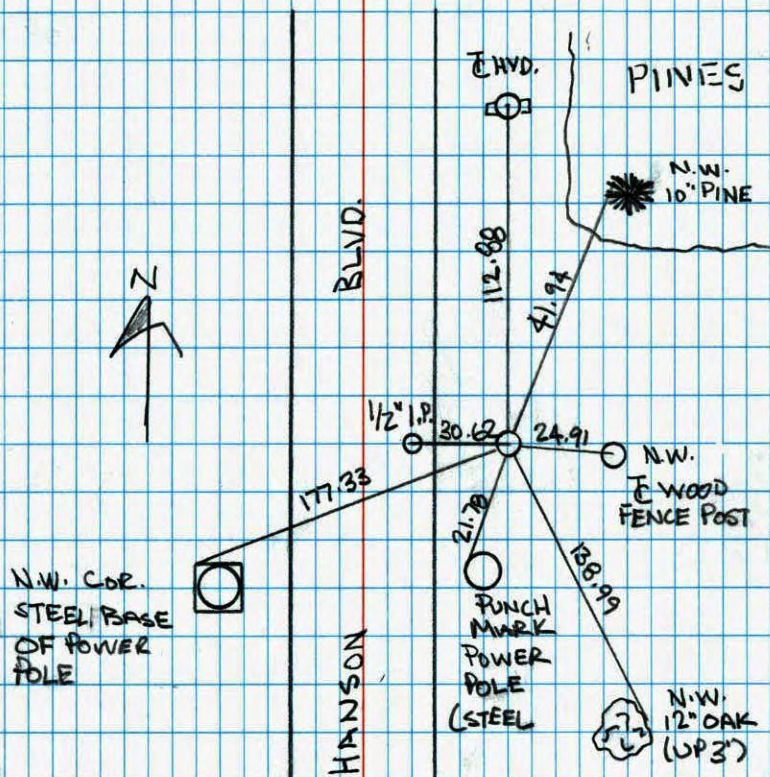 T.C. HYD.
PINES
N.W.
10" PINE
N
BLVD.
112.88
41.94
1/2" I.P.
30.62
24.91
N.W.
T.C. WOOD
FENCE POST
177.33
21.78
138.99
N.W. COR.
STEEL BASE
OF POWER
POLE
PUNCH
MARK
POWER
POLE
(STEEL
HANSON
N.W.
12" OAK
(UP 3')